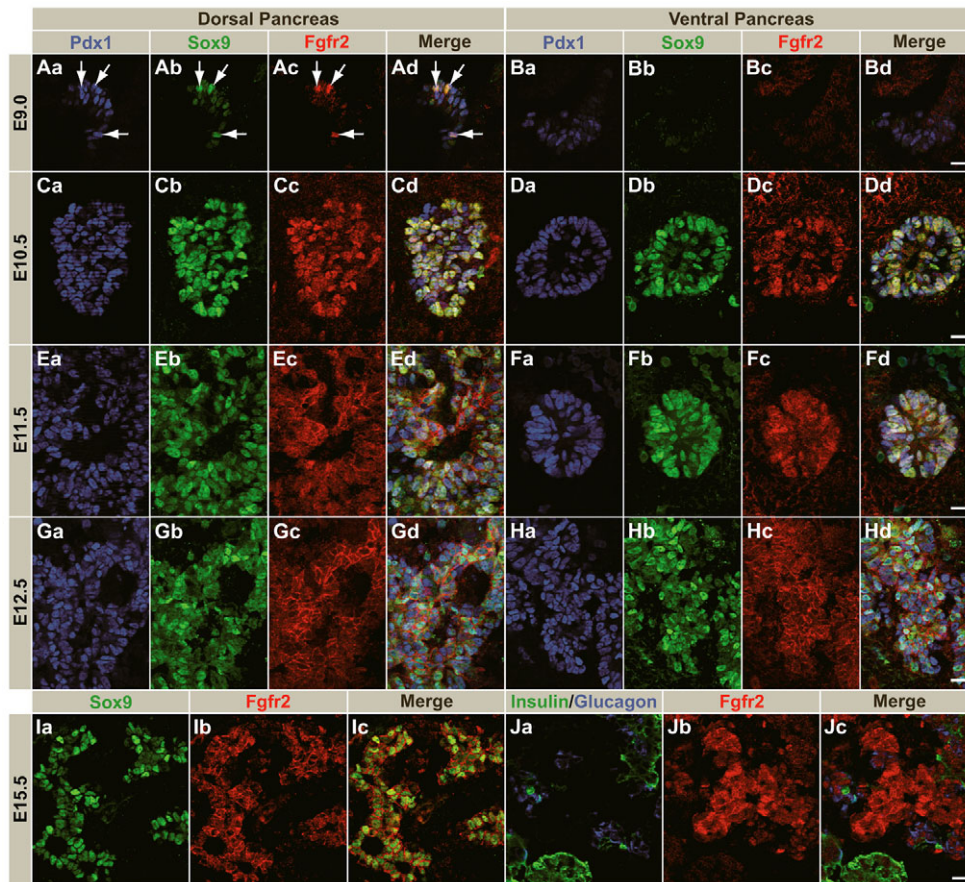 Dorsal Pancreas Ventral Pancreas
Pdx1 Sox9 Fgfr2 Merge Pdx1 Sox9 Fgfr2 Merge
E9.0
Aa Ab Ac Ad Ba Bb Bc Bd
E10.5
Ca Cb Cc Cd Da Db Dc Dd
E11.5
Ea Eb Ec Ed Fa Fb Fc Fd
E12.5
Ga Gb Gc Gd Ha Hb Hc Hd
Sox9 Fgfr2 Merge Insulin/Glucagon Fgfr2 Merge
E15.5
Ia Ib Ic Ja Jb Jc